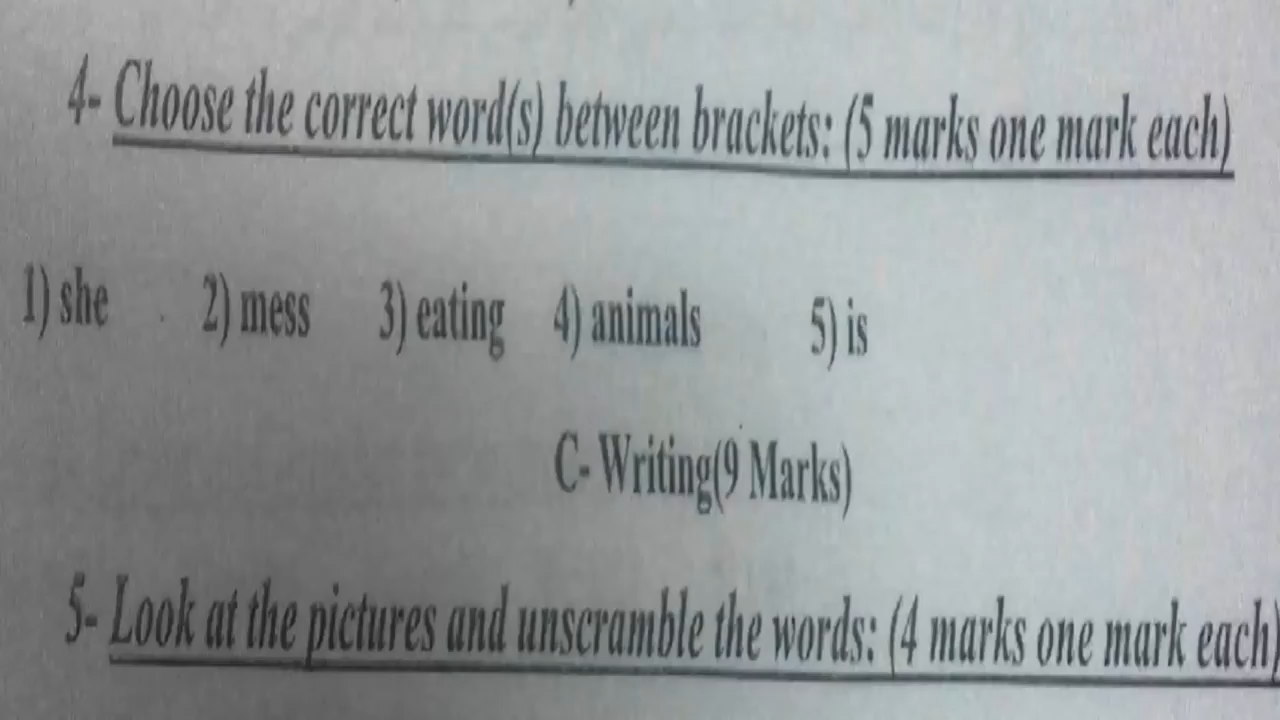 4- Choose the correct word(s) between brackets: (5 marks one mark each)
1) she 2) mess 3) eating 4) animals 5) is
C- Writing(9 Marks)
5- Look at the pictures and unscramble the words: (4 marks one mark each)